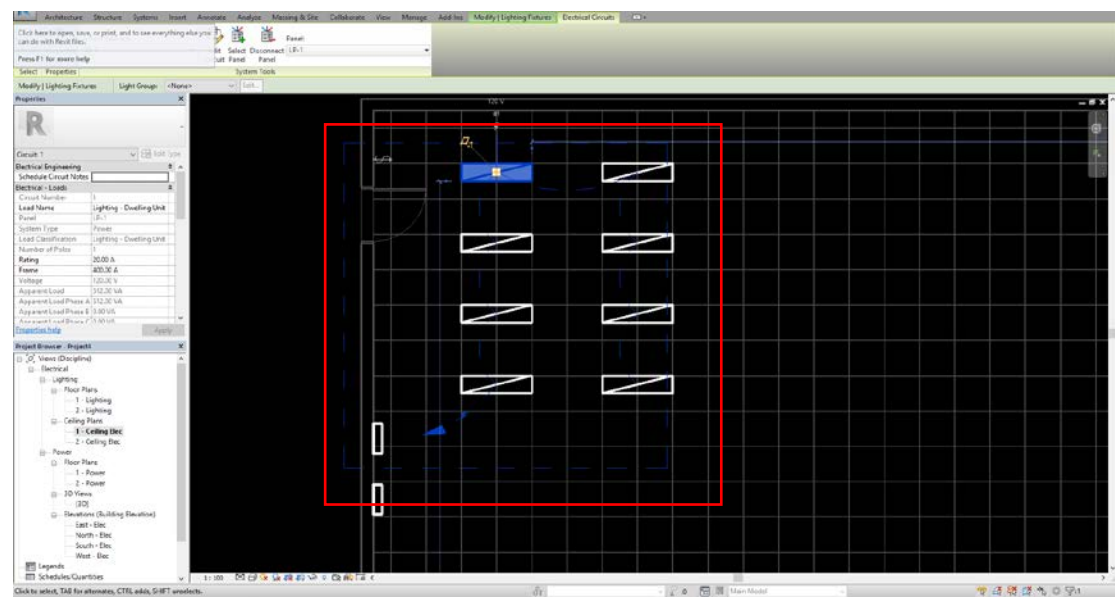 Architecture Structure Systems Insert Annotate Analyze Massing & Site Collaborate View Manage Add-Ins Modify | Lighting Fixtures Electrical Circuits
Click here to open, save, or print, and to see everything else you
can do with Revit files.
Press F1 for more help
Select Panel
Disconnect Panel
Panel:
LP-1
Select Properties
System Tools
Modify | Lighting Fixtures Light Group: <None>
Properties
R
Circuit: 1
Edit Type
Electrical Engineering
Schedule Circuit Notes
Electrical - Loads
Circuit Number 1
Load Name Lighting - Dwelling Unit
Panel LP-1
System Type Power
Load Classification Lighting - Dwelling Unit
Number of Poles 1
Rating 20.00 A
Frame 400.00 A
Voltage 120.00 V
Apparent Load 512.00 VA
Apparent Load Phase A 512.00 VA
Apparent Load Phase B 0.00 VA
Apparent Load Phase C 0.00 VA
Properties help
Apply
Project Browser - Project1
Views (Discipline)
Electrical
Lighting
Floor Plans
1 - Lighting
2 - Lighting
Ceiling Plans
1 - Ceiling Elec
2 - Ceiling Elec
Power
Floor Plans
1 - Power
2 - Power
3D Views
{3D}
Elevations (Building Elevation)
East - Elec
North - Elec
South - Elec
West - Elec
Legends
Schedules/Quantities
120 V
1 : 100
Click to select, TAB for alternates, CTRL adds, SHIFT unselects.
Main Model